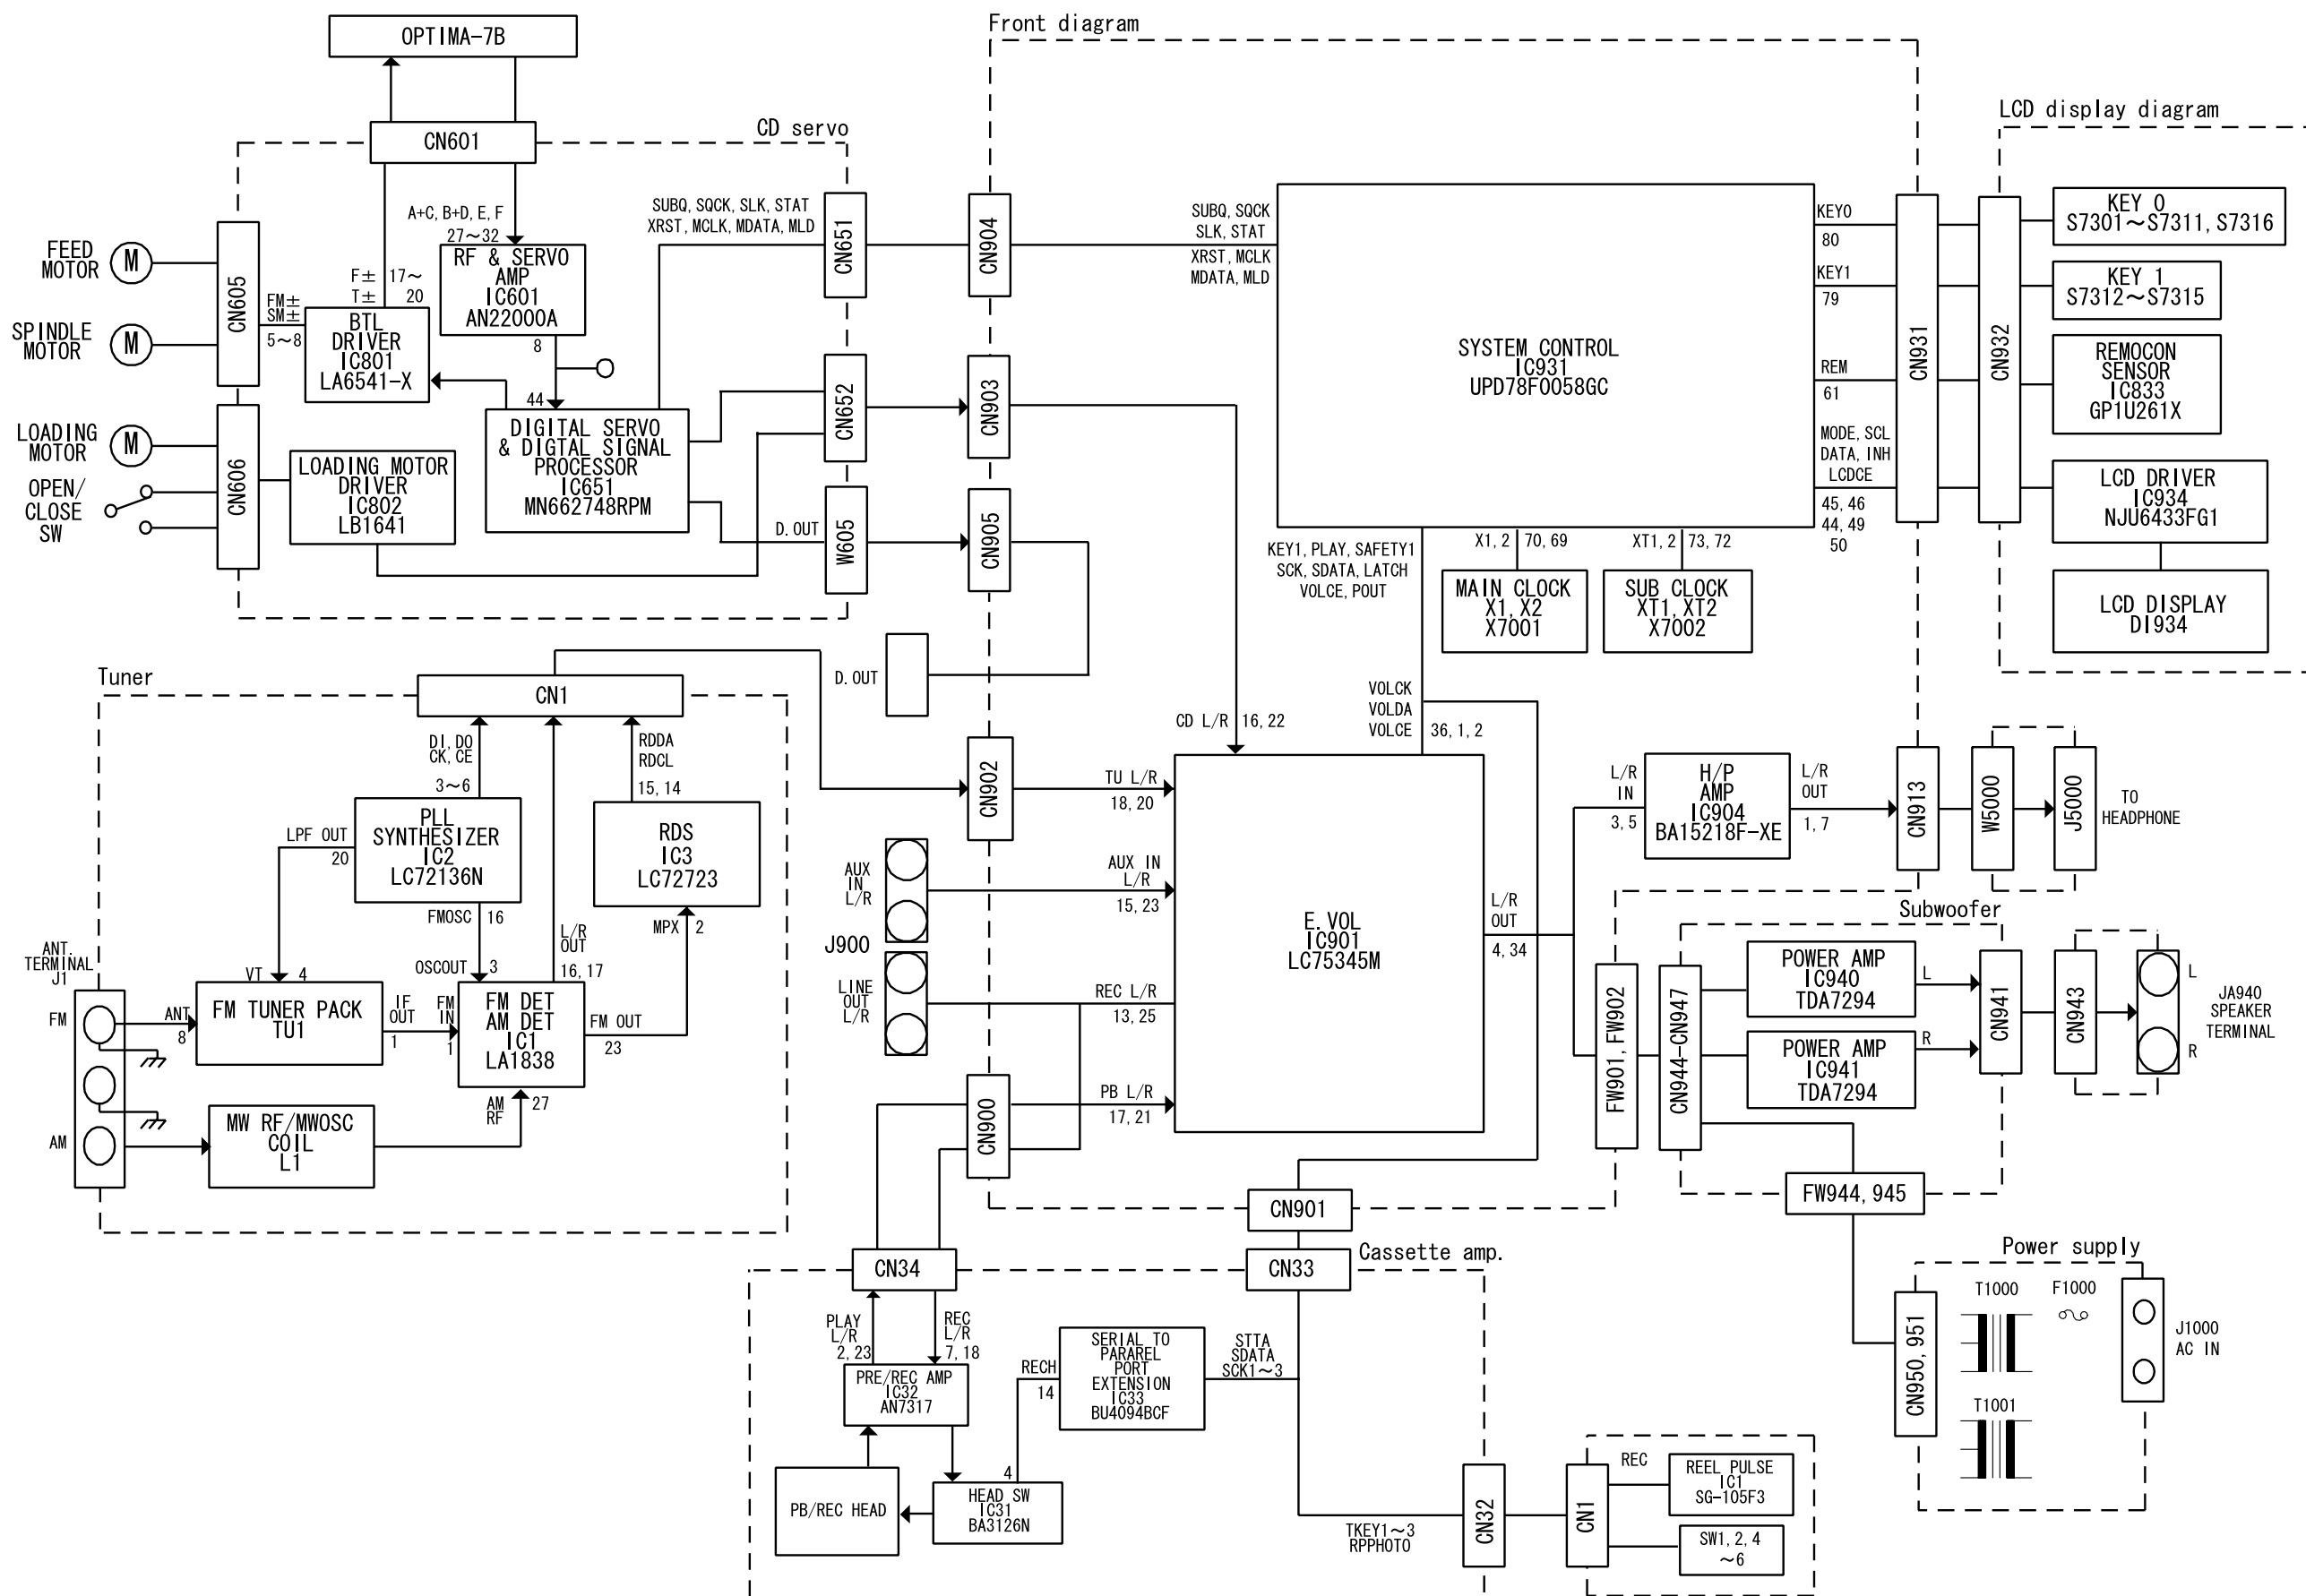 OPTIMA-7B
CN601
CD servo
A+C, B+D, E, F
27~32
SUBQ, SQCK, SLK, STAT
XRST, MCLK, MDATA, MLD
FEED
MOTOR
M
SPINDLE
MOTOR
M
CN605
FM±
SM±
5~8
F±
T±
17~
20
BTL
DRIVER
IC801
LA6541-X
RF & SERVO
AMP
IC601
AN22000A
8
44
DIGITAL SERVO
& DIGTAL SIGNAL
PROCESSOR
IC651
MN662748RPM
LOADING
MOTOR
M
OPEN/
CLOSE
SW
CN606
LOADING MOTOR
DRIVER
IC802
LB1641
D.OUT
CN651
CN652
W605
Front diagram
CN904
CN903
CN905
SUBQ, SQCK
SLK, STAT
XRST, MCLK
MDATA, MLD
SYSTEM CONTROL
IC931
UPD78F0058GC
KEY0
80
KEY1
79
REM
61
MODE, SCL
DATA, INH
LCDCE
45, 46
44, 49
50
CN931
LCD display diagram
CN932
KEY 0
S7301~S7311, S7316
KEY 1
S7312~S7315
REMOCON
SENSOR
IC833
GP1U261X
LCD DRIVER
IC934
NJU6433FG1
LCD DISPLAY
DI934
KEY1, PLAY, SAFETY1
SCK, SDATA, LATCH
VOLCE, POUT
X1, 2
70, 69
XT1, 2
73, 72
MAIN CLOCK
X1, X2
X7001
SUB CLOCK
XT1, XT2
X7002
D.OUT
VOLCK
VOLDA
VOLCE
36, 1, 2
CD L/R
16, 22
Tuner
CN1
DI, DO
CK, CE
3~6
RDDA
RDCL
15, 14
LPF OUT
20
PLL
SYNTHESIZER
IC2
LC72136N
RDS
IC3
LC72723
FMOSC
16
L/R
OUT
16, 17
MPX
2
ANT.
TERMINAL
J1
FM
AM
ANT
8
VT
4
FM TUNER PACK
TU1
IF
OUT
1
FM
IN
1
OSCOUT
3
FM DET
AM DET
IC1
LA1838
FM OUT
23
AM
RF
27
MW RF/MWOSC
COIL
L1
CN902
TU L/R
18, 20
AUX
IN
L/R
AUX IN
L/R
15, 23
J900
LINE
OUT
L/R
REC L/R
13, 25
CN900
PB L/R
17, 21
E.VOL
IC901
LC75345M
L/R
OUT
4, 34
L/R
IN
3, 5
H/P
AMP
IC904
BA15218F-XE
L/R
OUT
1, 7
CN913
W5000
J5000
TO
HEADPHONE
Subwoofer
FW901, FW902
CN944-CN947
POWER AMP
IC940
TDA7294
L
POWER AMP
IC941
TDA7294
R
CN941
CN943
L
R
JA940
SPEAKER
TERMINAL
FW944, 945
CN901
CN34
CN33
Cassette amp.
PLAY
L/R
2, 23
REC
L/R
7, 18
PRE/REC AMP
IC32
AN7317
PB/REC HEAD
4
HEAD SW
IC31
BA3126N
RECH
14
SERIAL TO
PARAREL
PORT
EXTENSION
IC33
BU4094BCF
STTA
SDATA
SCK1~3
TKEY1~3
RPPHOTO
CN32
CN1
REC
REEL PULSE
IC1
SG-105F3
SW1, 2, 4
~6
Power supply
CN950, 951
T1000
F1000
T1001
J1000
AC IN